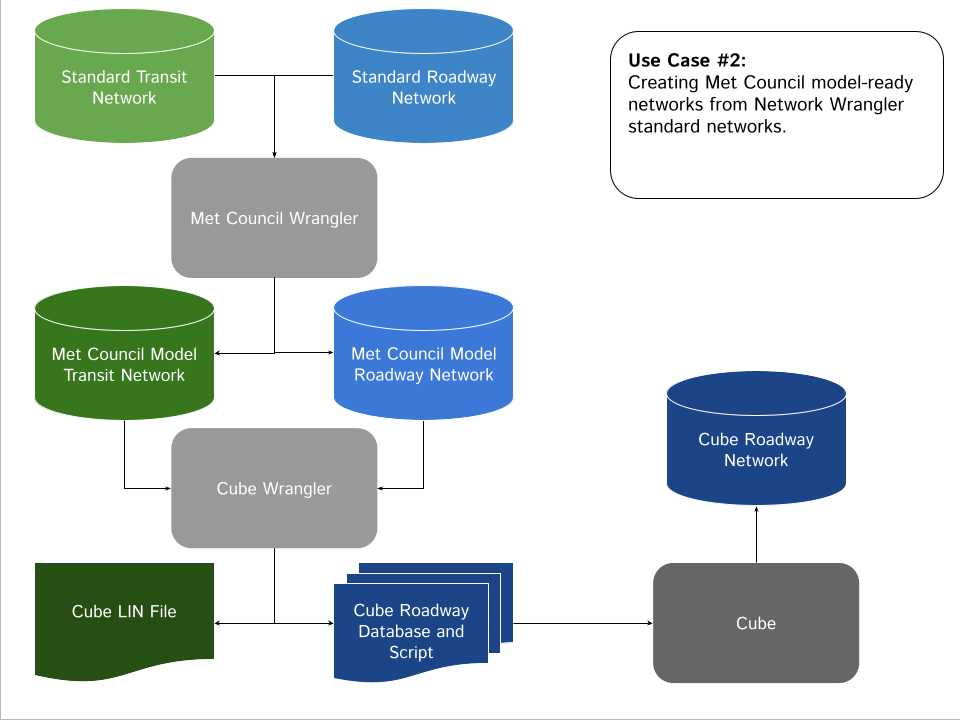 Standard Transit
Network
Standard Roadway
Network
Use Case #2:
Creating Met Council model-ready
networks from Network Wrangler
standard networks.
Met Council Wrangler
Met Council Model
Transit Network
Met Council Model
Roadway Network
Cube Roadway
Network
Cube Wrangler
Cube LIN File
Cube Roadway
Database and
Script
Cube